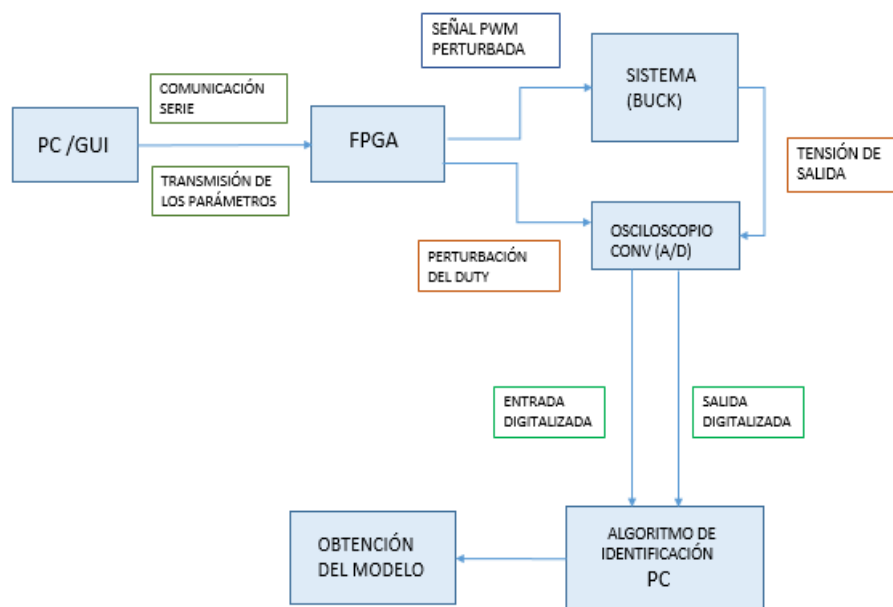 SEÑAL PWM
PERTURBADA
SISTEMA
(BUCK)
COMUNICACIÓN
SERIE
PC /GUI
FPGA
TRANSMISIÓN DE
LOS PARÁMETROS
TENSIÓN DE
SALIDA
OSCILOSCOPIO
CONV (A/D)
PERTURBACIÓN
DEL DUTY
ENTRADA
DIGITALIZADA
SALIDA
DIGITALIZADA
OBTENCIÓN
DEL MODELO
ALGORITMO DE
IDENTIFICACIÓN
PC